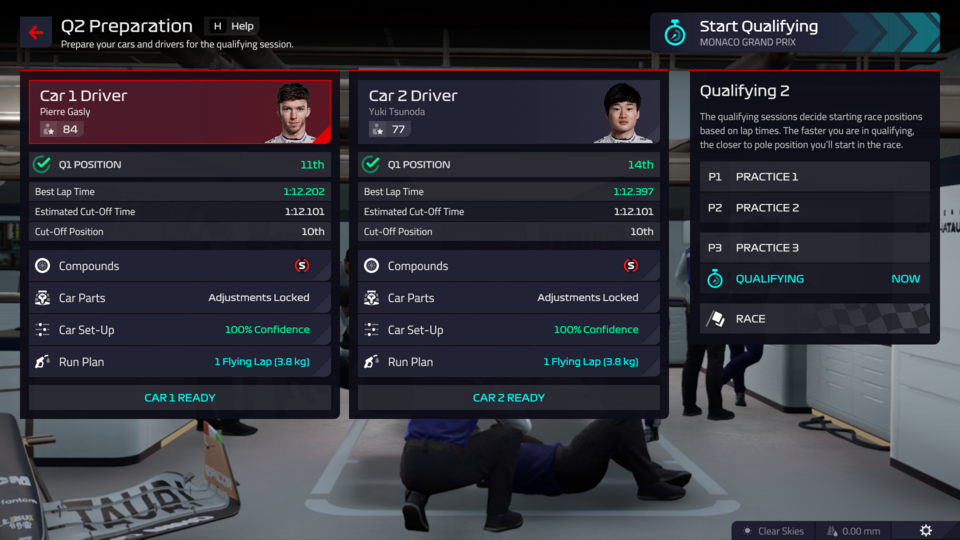 Q2 Preparation
H Help
Prepare your cars and drivers for the qualifying session.
Start Qualifying
MONACO GRAND PRIX
Car 1 Driver
Pierre Gasly
84
Q1 POSITION 11th
Best Lap Time 1:12.202
Estimated Cut-Off Time 1:12.101
Cut-Off Position 10th
Compounds S
Car Parts Adjustments Locked
Car Set-Up 100% Confidence
Run Plan 1 Flying Lap (3.8 kg)
CAR 1 READY
Car 2 Driver
Yuki Tsunoda
77
Q1 POSITION 14th
Best Lap Time 1:12.397
Estimated Cut-Off Time 1:12.101
Cut-Off Position 10th
Compounds S
Car Parts Adjustments Locked
Car Set-Up 100% Confidence
Run Plan 1 Flying Lap (3.8 kg)
CAR 2 READY
Qualifying 2
The qualifying sessions decide starting race positions
based on lap times. The faster you are in qualifying,
the closer to pole position you'll start in the race.
P1 PRACTICE 1
P2 PRACTICE 2
P3 PRACTICE 3
QUALIFYING NOW
RACE
fantom
TAURI
Clear Skies
0.00 mm